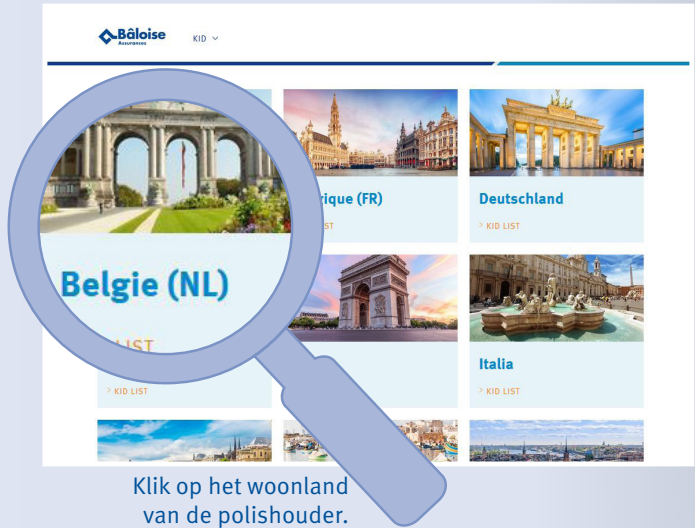 Bâloise
Assurances
KID
Belgie (NL)
LIST
rique (FR)
ST
Deutschland
> KID LIST
> KID LIST
Italia
> KID LIST
Klik op het woonland
van de polishouder.